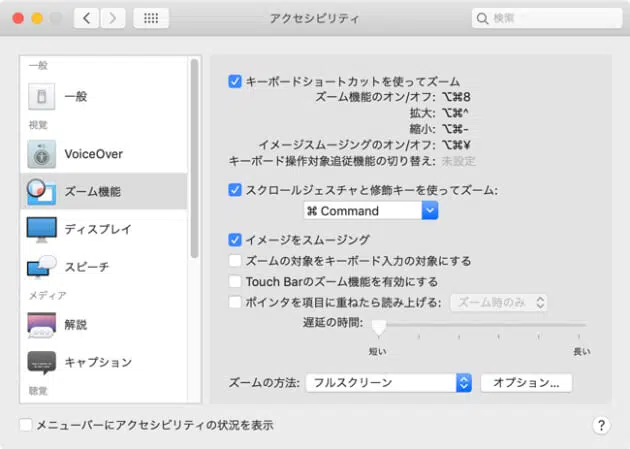 アクセシビリティ
検索
一般
一般
視覚
VoiceOver
ズーム機能
ディスプレイ
スピーチ
メディア
解説
キャプション
聴覚
キーボードショートカットを使ってズーム
ズーム機能のオン/オフ: ⌥⌘8
拡大: ⌥⌘^
縮小: ⌥⌘-
イメージスムージングのオン/オフ: ⌥⌘¥
キーボード操作対象追従機能の切り替え: 未設定
スクロールジェスチャと修飾キーを使ってズーム:
⌘ Command
イメージをスムージング
ズームの対象をキーボード入力の対象にする
Touch Barのズーム機能を有効にする
ポインタを項目に重ねたら読み上げる: ズーム時のみ
遅延の時間:
短い 長い
ズームの方法: フルスクリーン オプション...
メニューバーにアクセシビリティの状況を表示 ?